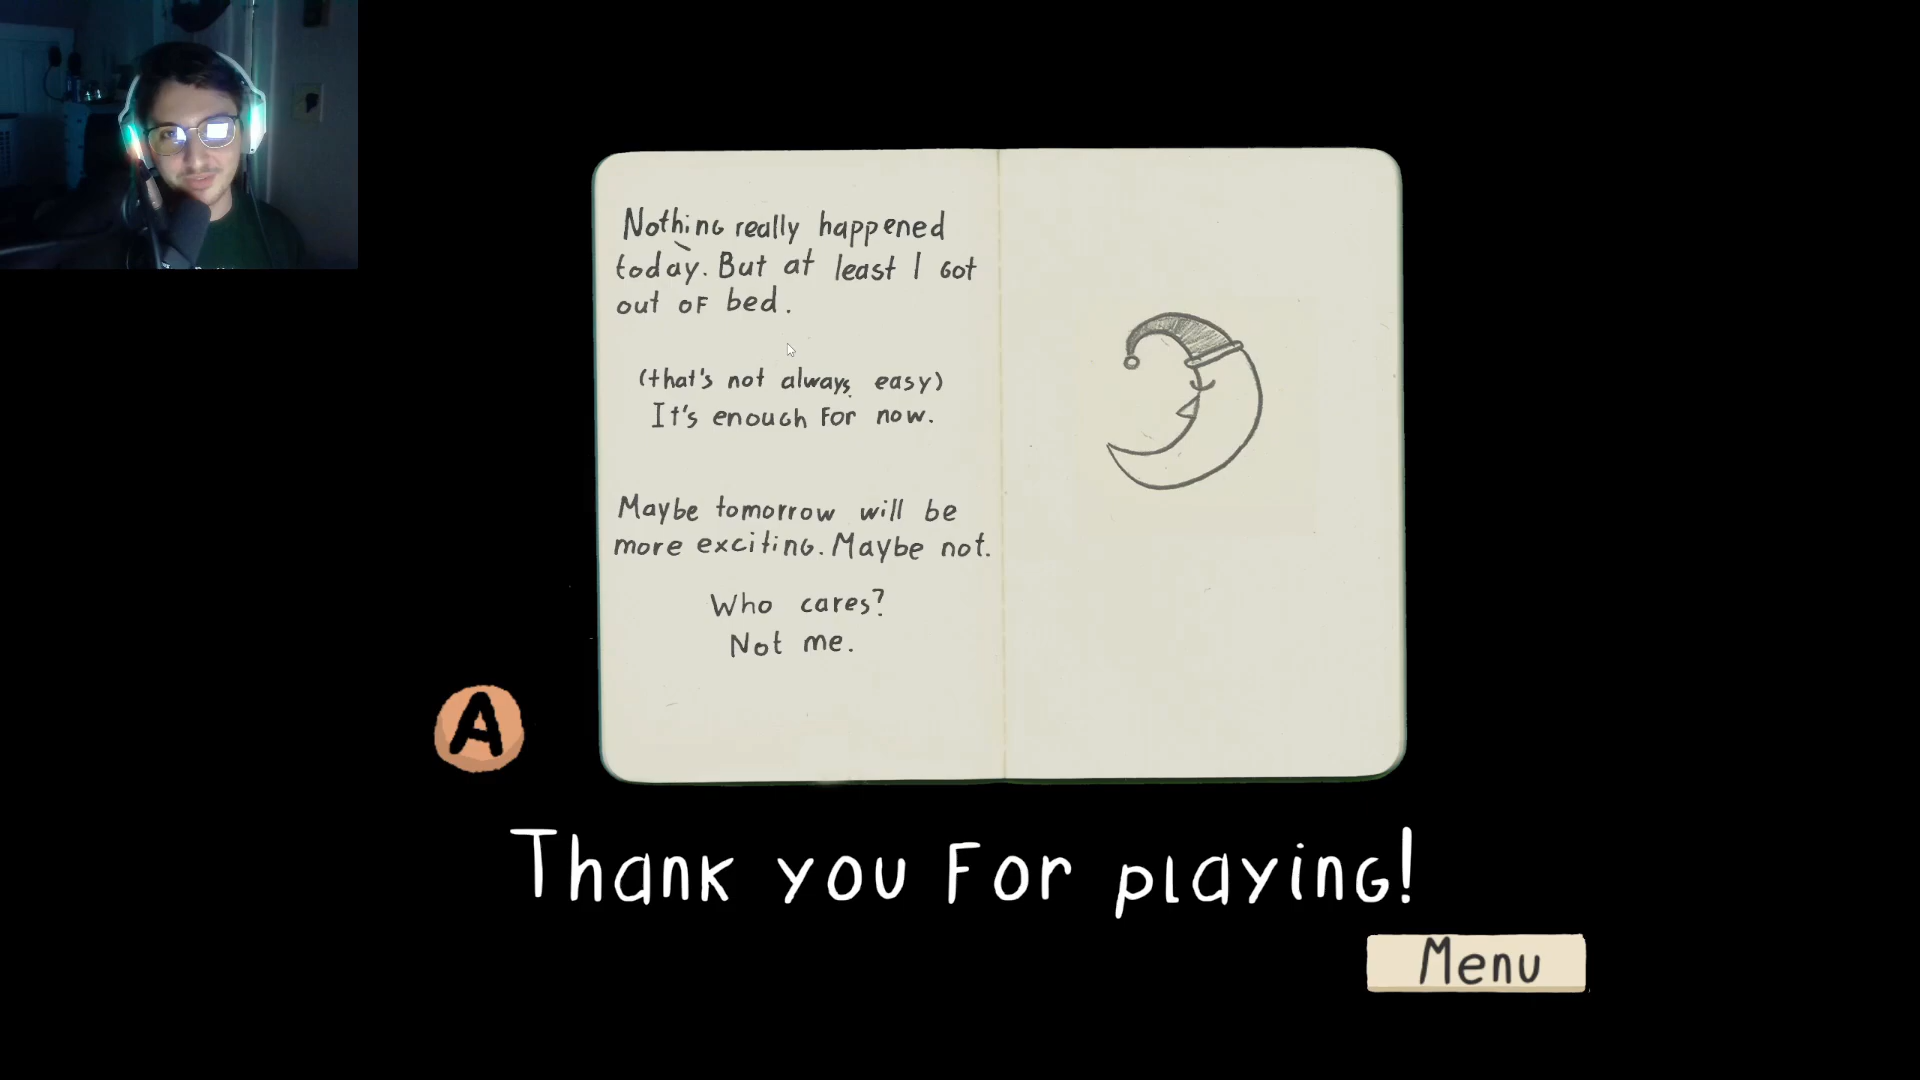 Nothing really happened
today. But at least I got
out of bed.
(that's not always easy)
It's enough for now.
Maybe tomorrow will be
more exciting. Maybe not.
Who cares?
Not me.
A
Thank you for playing!
Menu